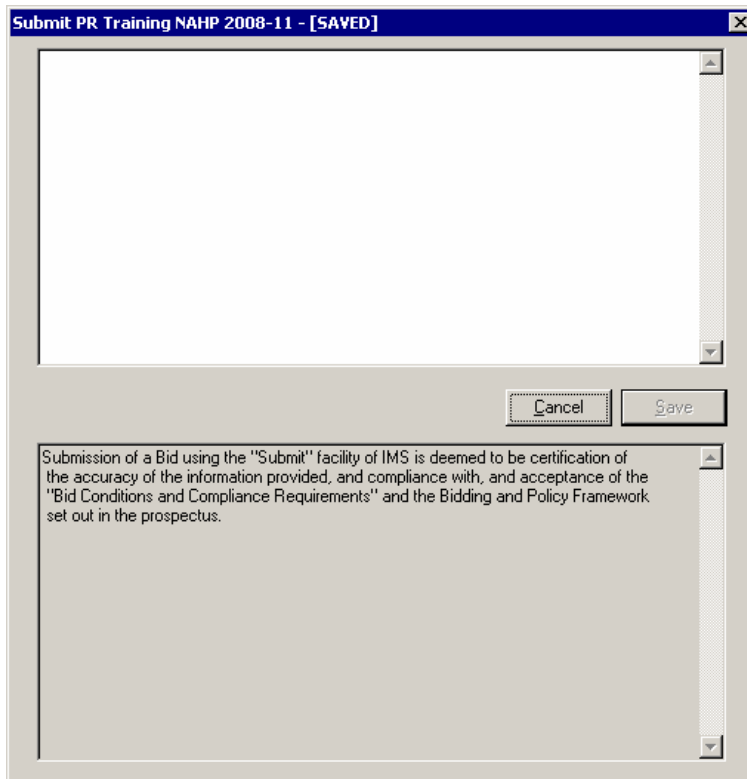 Submit PR Training NAHP 2008-11 - [SAVED]
Cancel
Save
Submission of a Bid using the "Submit" facility of IMS is deemed to be certification of
the accuracy of the information provided, and compliance with, and acceptance of the
"Bid Conditions and Compliance Requirements" and the Bidding and Policy Framework
set out in the prospectus.